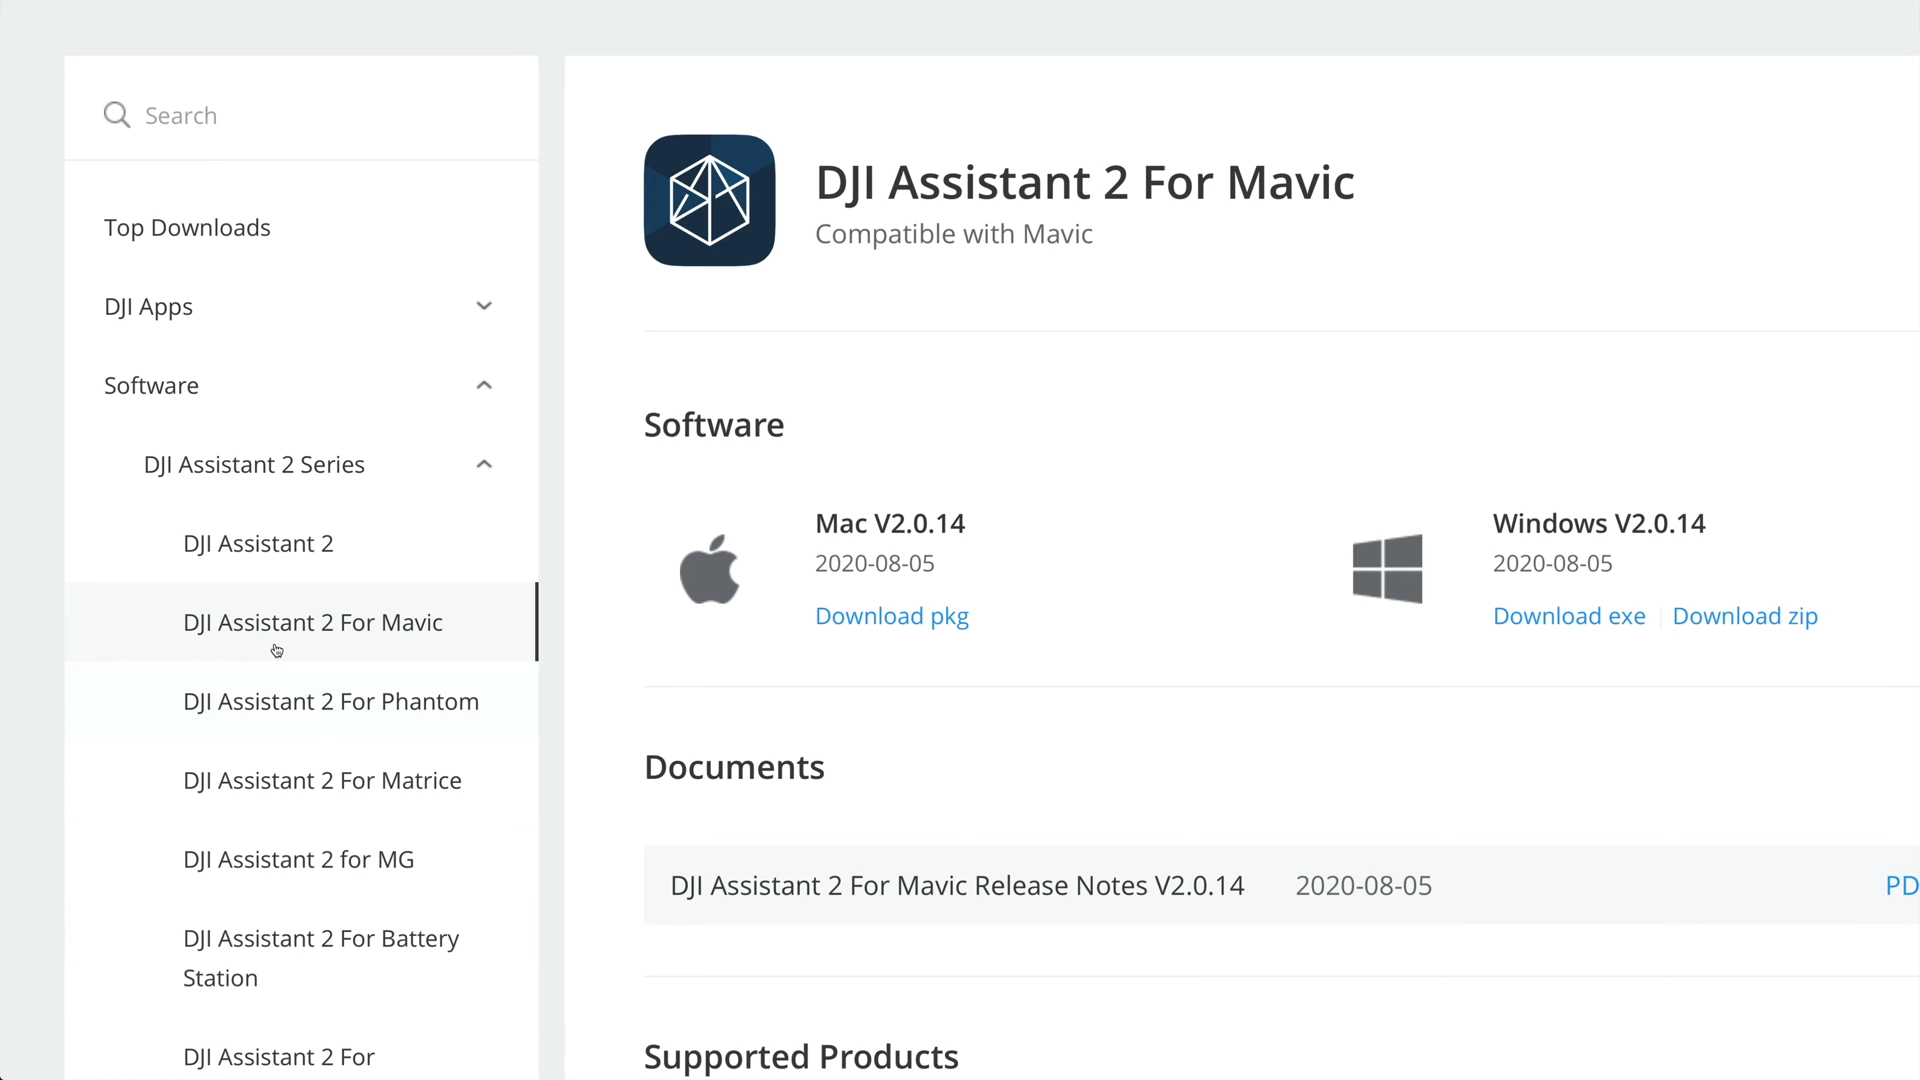 Search
Top Downloads
DJI Apps
Software
DJI Assistant 2 Series
DJI Assistant 2
DJI Assistant 2 For Mavic
DJI Assistant 2 For Phantom
DJI Assistant 2 For Matrice
DJI Assistant 2 for MG
DJI Assistant 2 For Battery
Station
DJI Assistant 2 For
DJI Assistant 2 For Mavic
Compatible with Mavic
Software
Mac V2.0.14
2020-08-05
Download pkg
Windows V2.0.14
2020-08-05
Download exe Download zip
Documents
DJI Assistant 2 For Mavic Release Notes V2.0.14 2020-08-05 PD
Supported Products